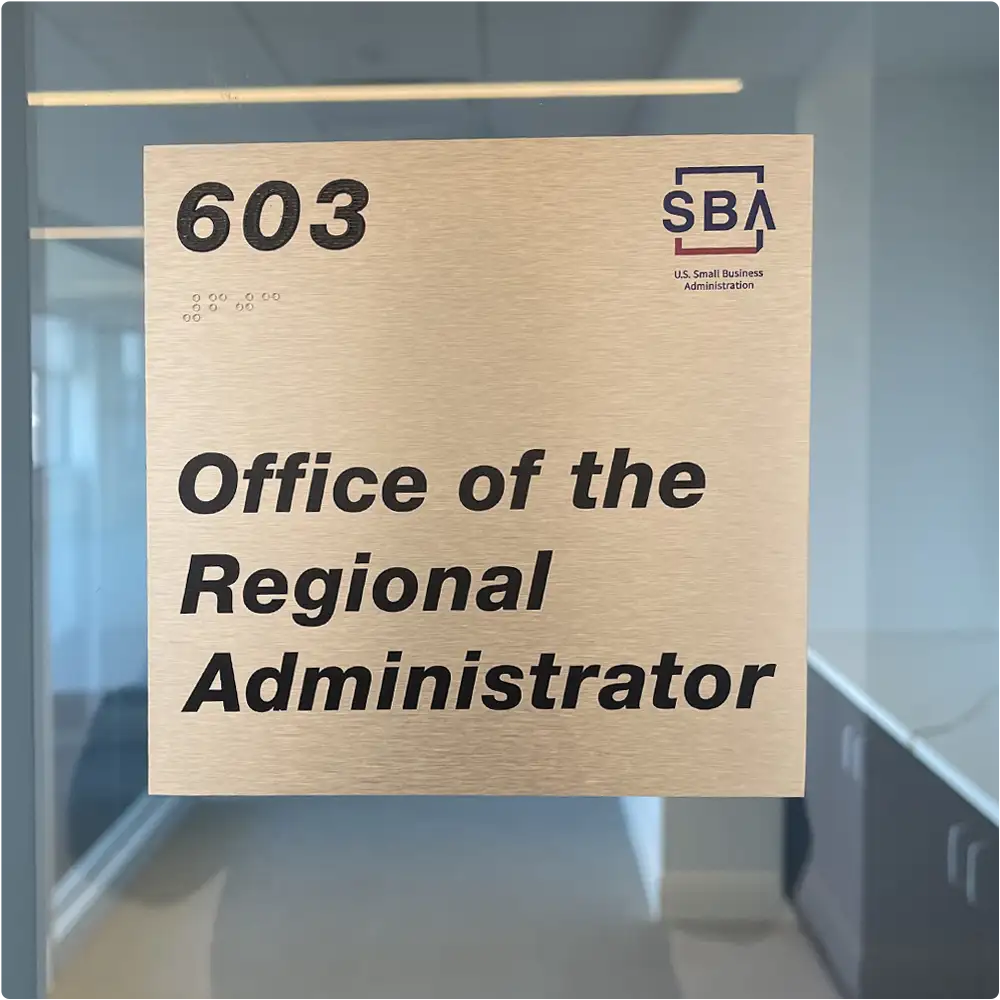 603
SBA
U.S. Small Business
Administration
⠼⠋⠚⠉
Office of the
Regional
Administrator